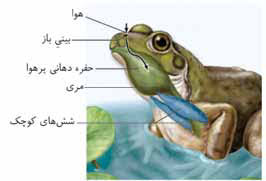 هوا
بینی باز
حفره دهانی پرهوا
مری
شش‌های کوچک